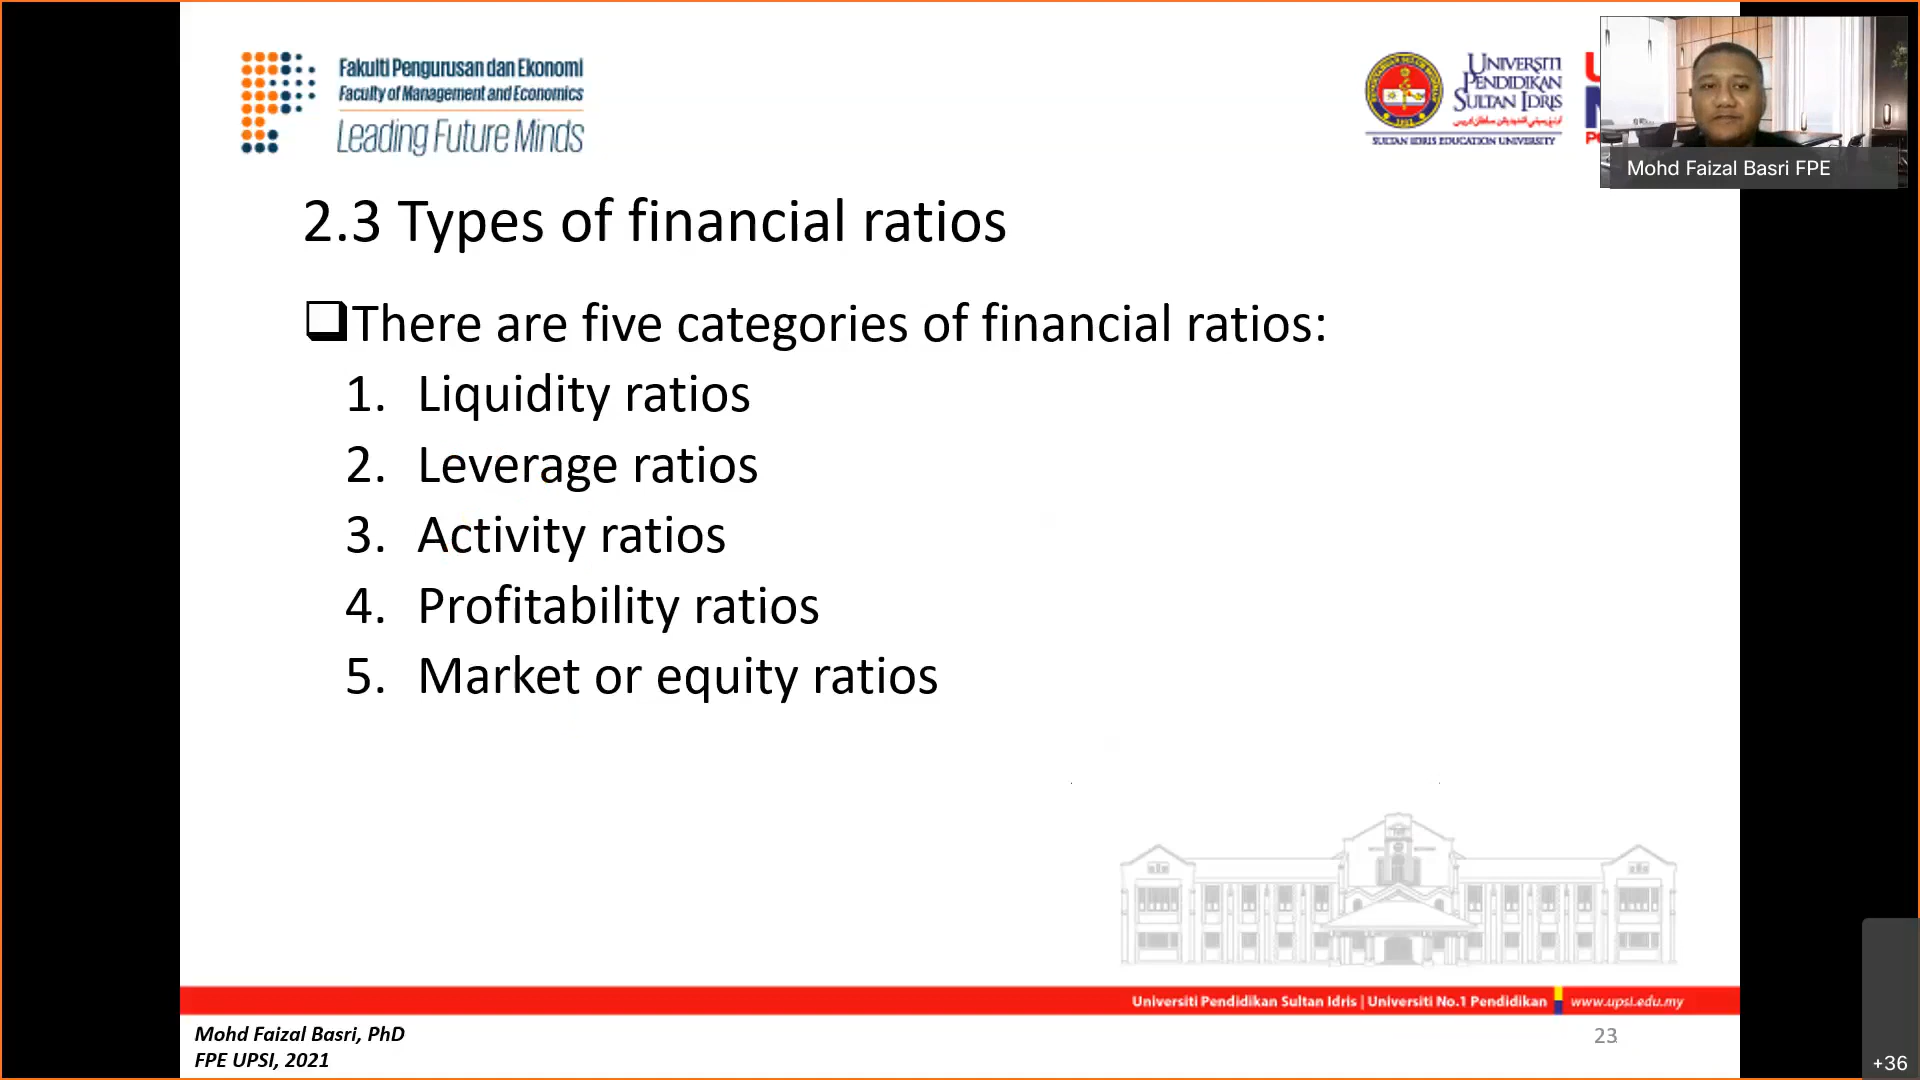 Fakulti Pengurusan dan Ekonomi
Faculty of Management and Economics
Leading Future Minds
UNIVERSITI
PENDIDIKAN
SULTAN IDRIS
SULTAN IDRIS EDUCATION UNIVERSITY
Mohd Faizal Basri FPE
2.3 Types of financial ratios
❑There are five categories of financial ratios:
1. Liquidity ratios
2. Leverage ratios
3. Activity ratios
4. Profitability ratios
5. Market or equity ratios
Universiti Pendidikan Sultan Idris | Universiti No.1 Pendidikan | www.upsi.edu.my
Mohd Faizal Basri, PhD
FPE UPSI, 2021
23
+36